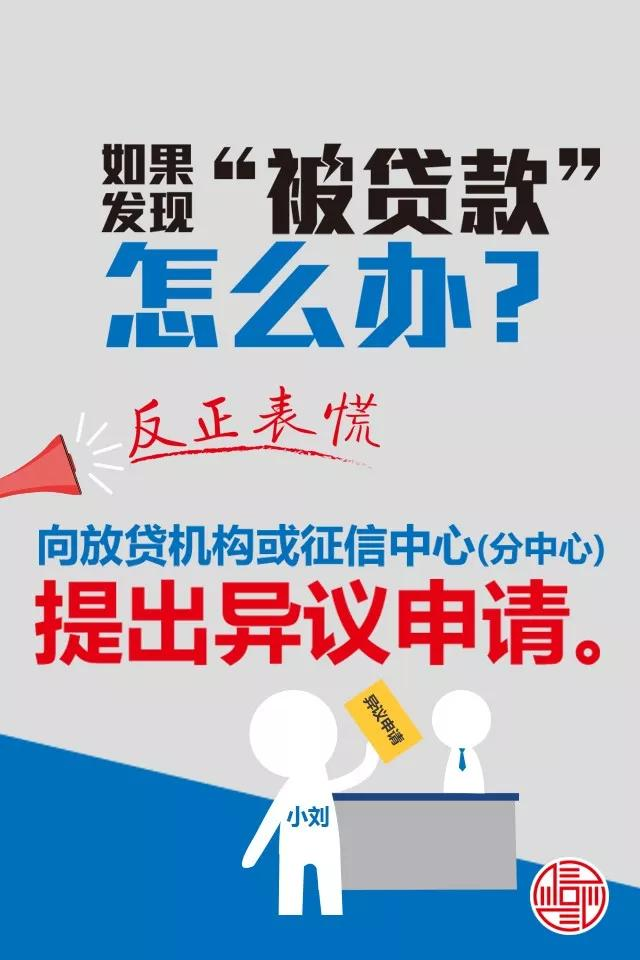 如果
发现
“被贷款”
怎么办?
反正表慌
向放贷机构或征信中心(分中心)
提出异议申请。
异议申请
小刘